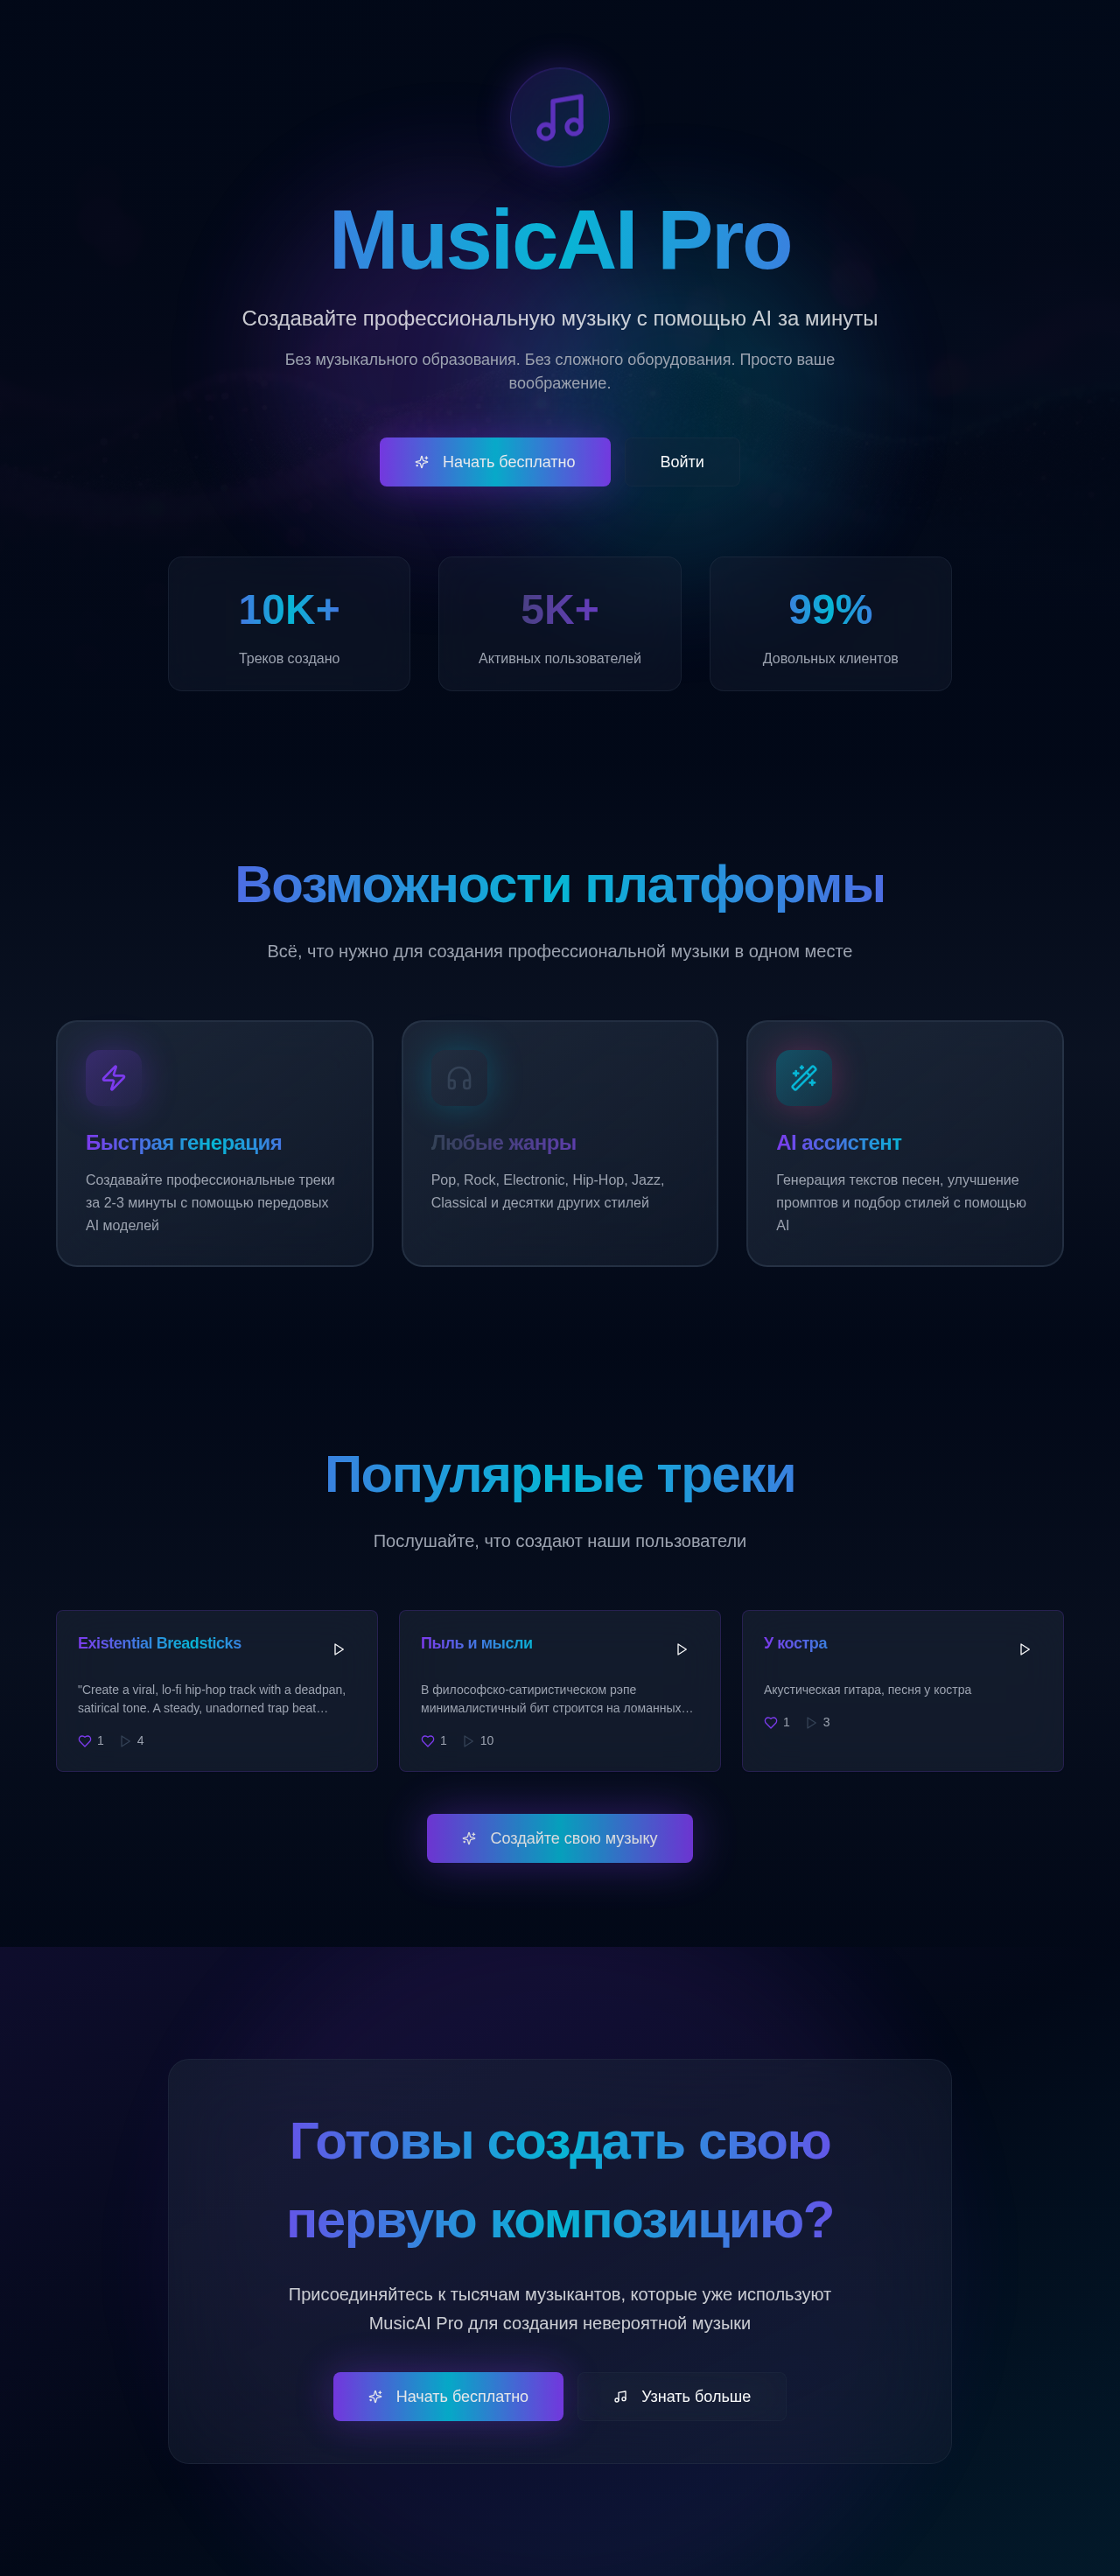 MusicAI Pro
Создавайте профессиональную музыку с помощью AI за минуты
Без музыкального образования. Без сложного оборудования. Просто ваше
воображение.
Начать бесплатно
Войти
10K+
Треков создано
5K+
Активных пользователей
99%
Довольных клиентов
Возможности платформы
Всё, что нужно для создания профессиональной музыки в одном месте
Быстрая генерация
Создавайте профессиональные треки
за 2-3 минуты с помощью передовых
AI моделей
Любые жанры
Pop, Rock, Electronic, Hip-Hop, Jazz,
Classical и десятки других стилей
AI ассистент
Генерация текстов песен, улучшение
промптов и подбор стилей с помощью
AI
Популярные треки
Послушайте, что создают наши пользователи
Existential Breadsticks
"Create a viral, lo-fi hip-hop track with a deadpan,
satirical tone. A steady, unadorned trap beat…
1 4
Пыль и мысли
В философско-сатиристическом рэпе
минималистичный бит строится на ломанных…
1 10
У костра
Акустическая гитара, песня у костра
1 3
Создайте свою музыку
Готовы создать свою
первую композицию?
Присоединяйтесь к тысячам музыкантов, которые уже используют
MusicAI Pro для создания невероятной музыки
Начать бесплатно
Узнать больше